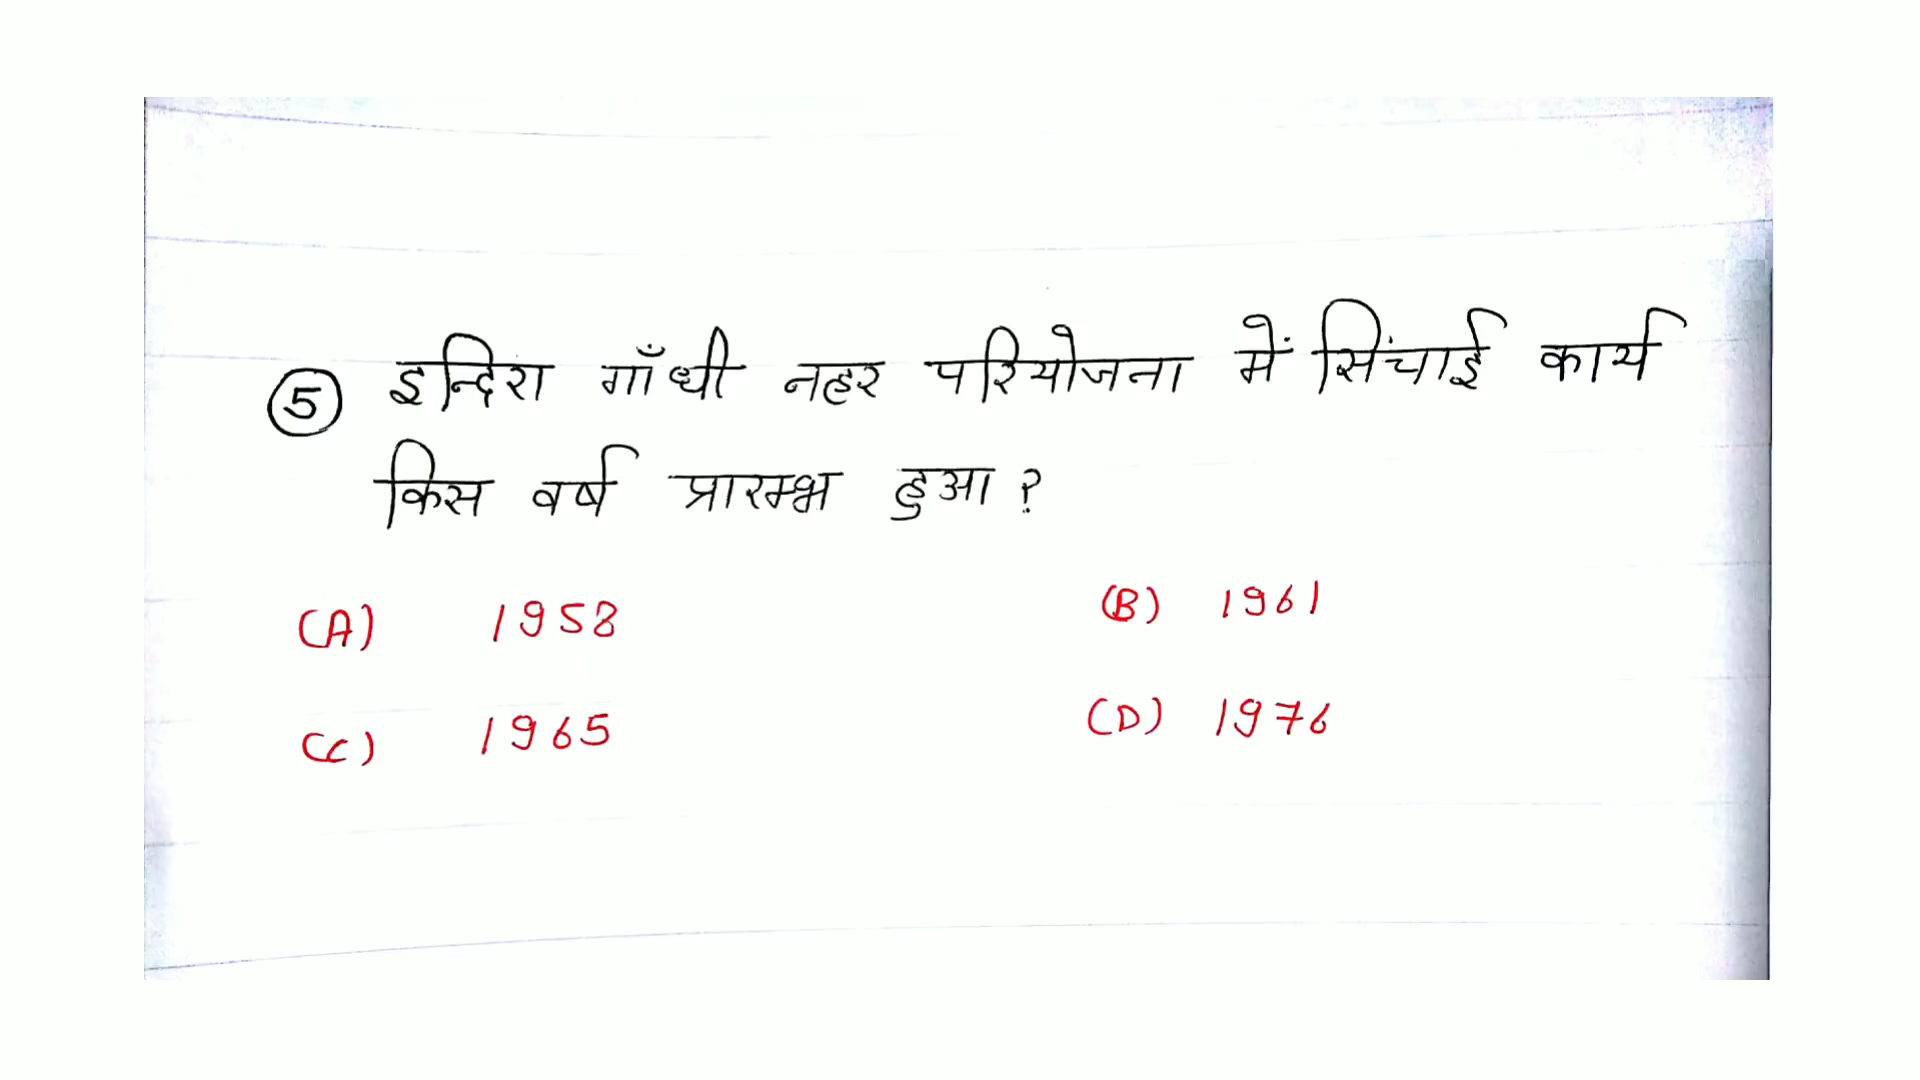 5 इन्दिरा गाँधी नहर परियोजना में सिंचाई कार्य
किस वर्ष प्रारम्भ हुआ ?
(A) 1958 (B) 1961
(C) 1965 (D) 1976